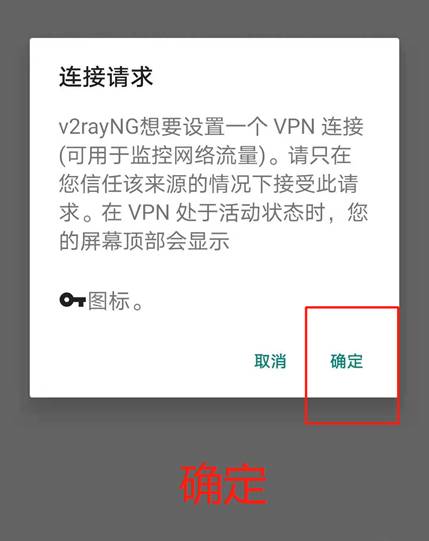 连接请求
v2rayNG想要设置一个 VPN 连接
(可用于监控网络流量)。请只在
您信任该来源的情况下接受此请
求。在 VPN 处于活动状态时，您
的屏幕顶部会显示
图标。
取消 确定
确定